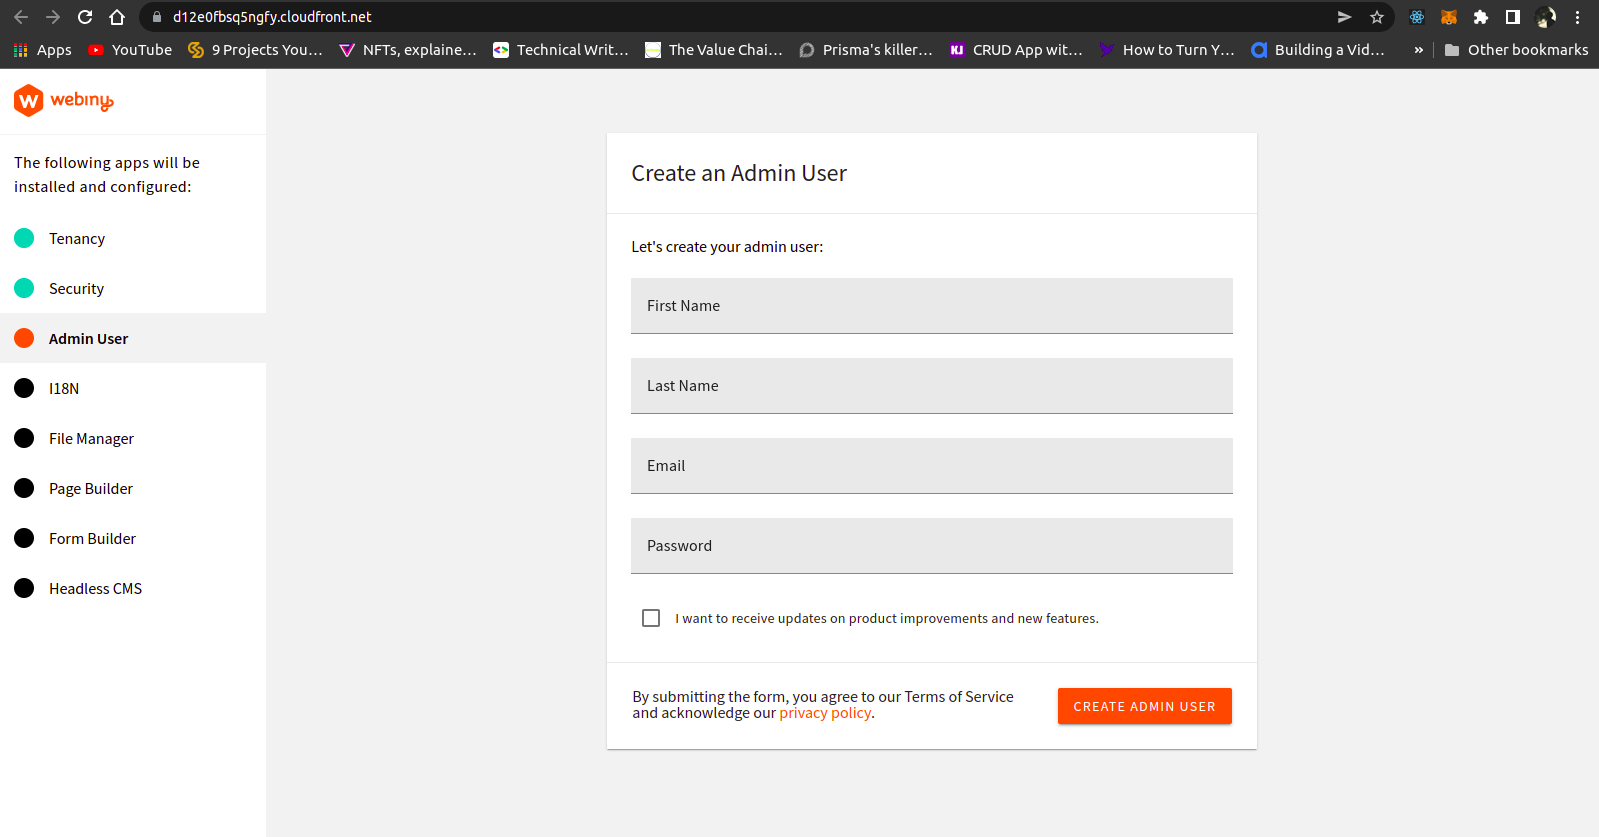 d12e0fbsq5ngfy.cloudfront.net
Apps YouTube 9 Projects You... NFTs, explaine... Technical Writ... The Value Chai... Prisma's killer... KJ CRUD App wit... How to Turn Y... Building a Vid... » Other bookmarks
W webiny
The following apps will be
installed and configured:
Tenancy
Security
Admin User
I18N
File Manager
Page Builder
Form Builder
Headless CMS
Create an Admin User
Let's create your admin user:
First Name
Last Name
Email
Password
I want to receive updates on product improvements and new features.
By submitting the form, you agree to our Terms of Service
and acknowledge our privacy policy.
CREATE ADMIN USER